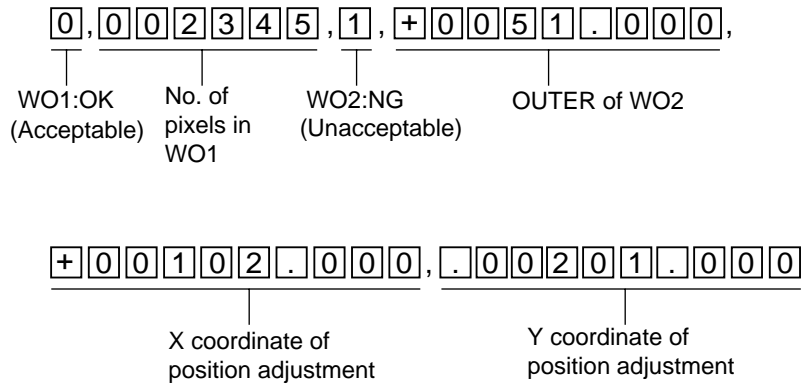 0,002345,1,+0051.000,
WO1:OK
(Acceptable)
No. of
pixels in
WO1
WO2:NG
(Unacceptable)
OUTER of WO2
+00102.000,.00201.000
X coordinate of
position adjustment
Y coordinate of
position adjustment